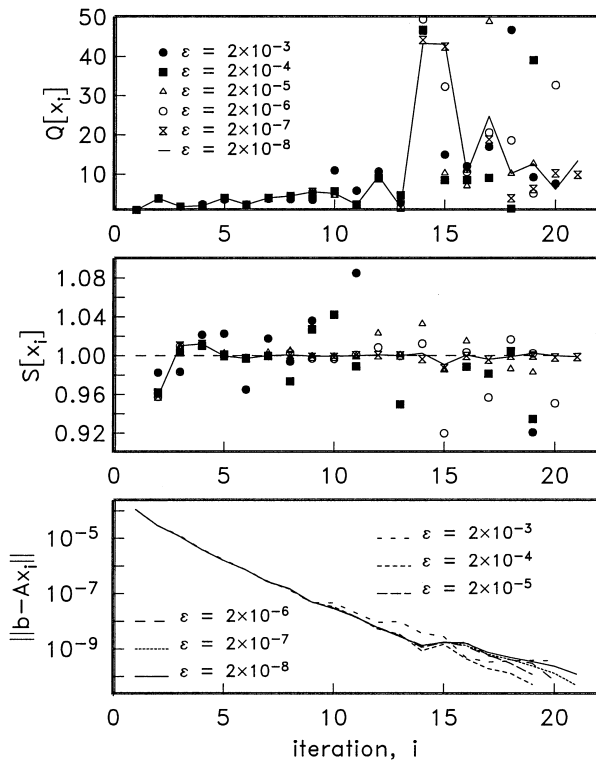 50
40
30
20
10
Q[x_i]
ε = 2×10⁻³
ε = 2×10⁻⁴
ε = 2×10⁻⁵
ε = 2×10⁻⁶
ε = 2×10⁻⁷
ε = 2×10⁻⁸
0 5 10 15 20
1.08
1.04
1.00
0.96
0.92
S[x_i]
0 5 10 15 20
10⁻⁵
10⁻⁷
10⁻⁹
||b−Ax_i||
ε = 2×10⁻³
ε = 2×10⁻⁴
ε = 2×10⁻⁵
ε = 2×10⁻⁶
ε = 2×10⁻⁷
ε = 2×10⁻⁸
0 5 10 15 20
iteration, i